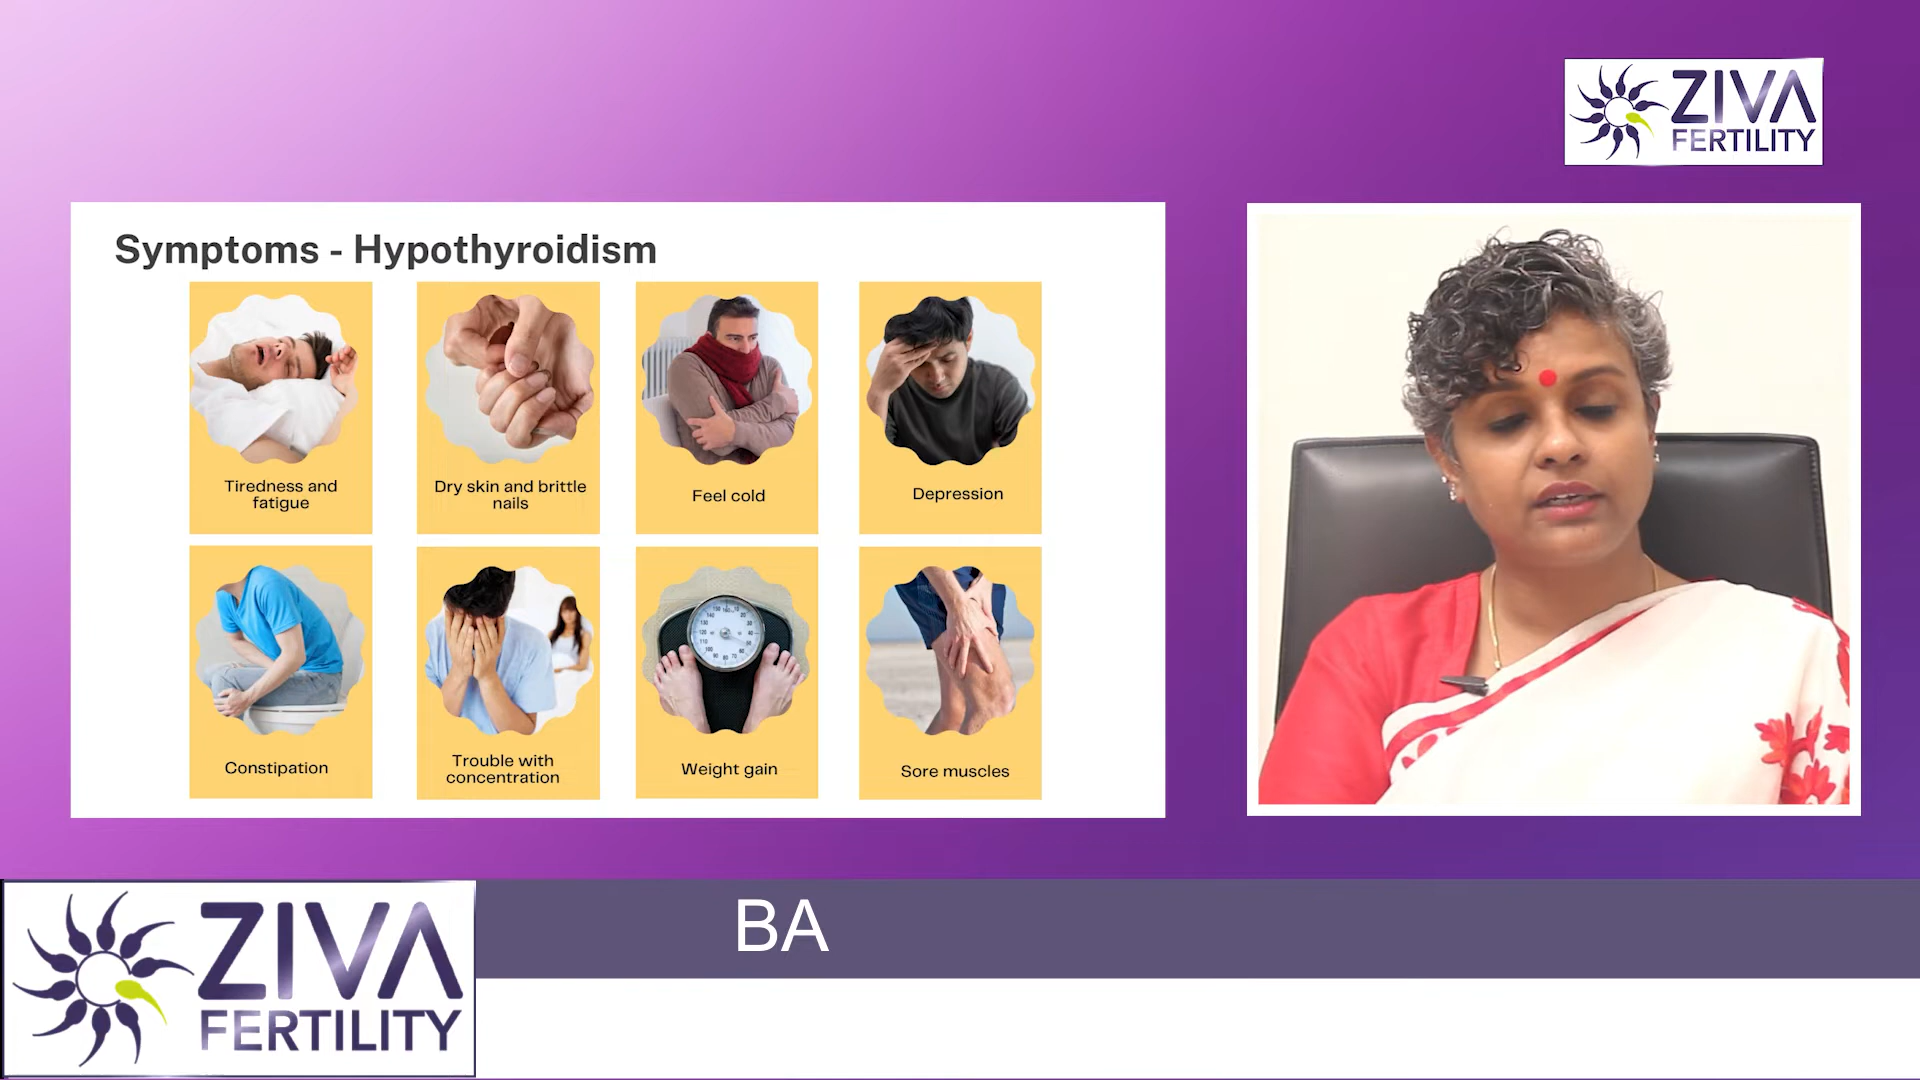 ZIVA
FERTILITY
Symptoms - Hypothyroidism
Tiredness and
fatigue
Dry skin and brittle
nails
Feel cold
Depression
Constipation
Trouble with
concentration
Weight gain
Sore muscles
ZIVA
FERTILITY
BA